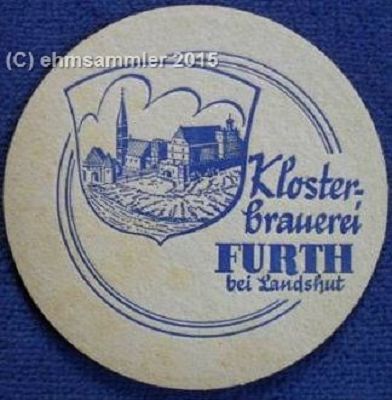 (C) ehmsammler 2015
Kloster-
brauerei
FURTH
bei Landshut